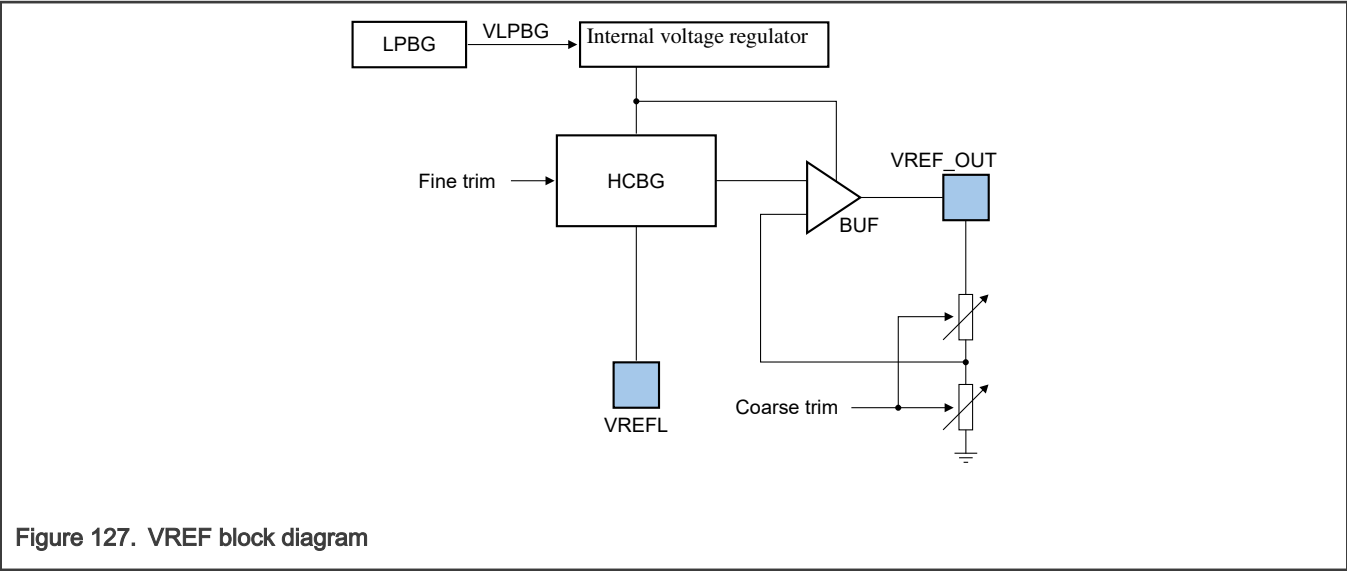 LPBG
VLPBG
Internal voltage regulator
Fine trim
HCBG
VREF_OUT
BUF
VREFL
Coarse trim
Figure 127. VREF block diagram